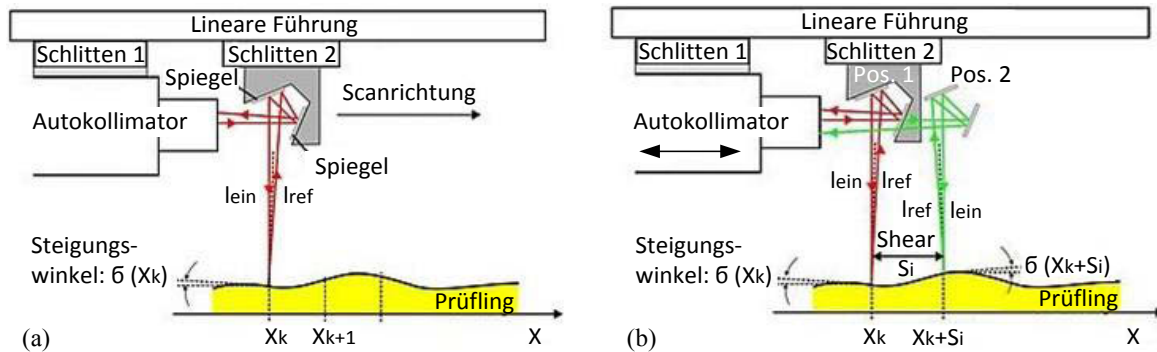 Lineare Führung
Schlitten 1
Schlitten 2
Spiegel
Scanrichtung
Autokollimator
Spiegel
Iein
Iref
Steigungs-
winkel: б (Xk)
Prüfling
(a)
Xk
Xk+1
X
Lineare Führung
Schlitten 1
Schlitten 2
Pos. 1
Pos. 2
Autokollimator
Iein
Iref
Iref
Iein
Steigungs-
winkel: б (Xk)
Shear
Si
б (Xk+Si)
Prüfling
(b)
Xk
Xk+Si
X